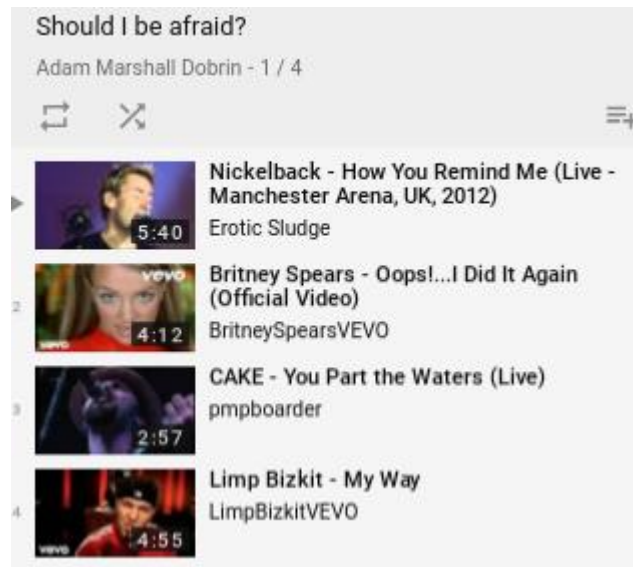 Should I be afraid?
Adam Marshall Dobrin - 1 / 4
5:40
Nickelback - How You Remind Me (Live -
Manchester Arena, UK, 2012)
Erotic Sludge
2
vevo
vevo
4:12
Britney Spears - Oops!...I Did It Again
(Official Video)
BritneySpearsVEVO
3
2:57
CAKE - You Part the Waters (Live)
pmpboarder
4
vevo
4:55
Limp Bizkit - My Way
LimpBizkitVEVO